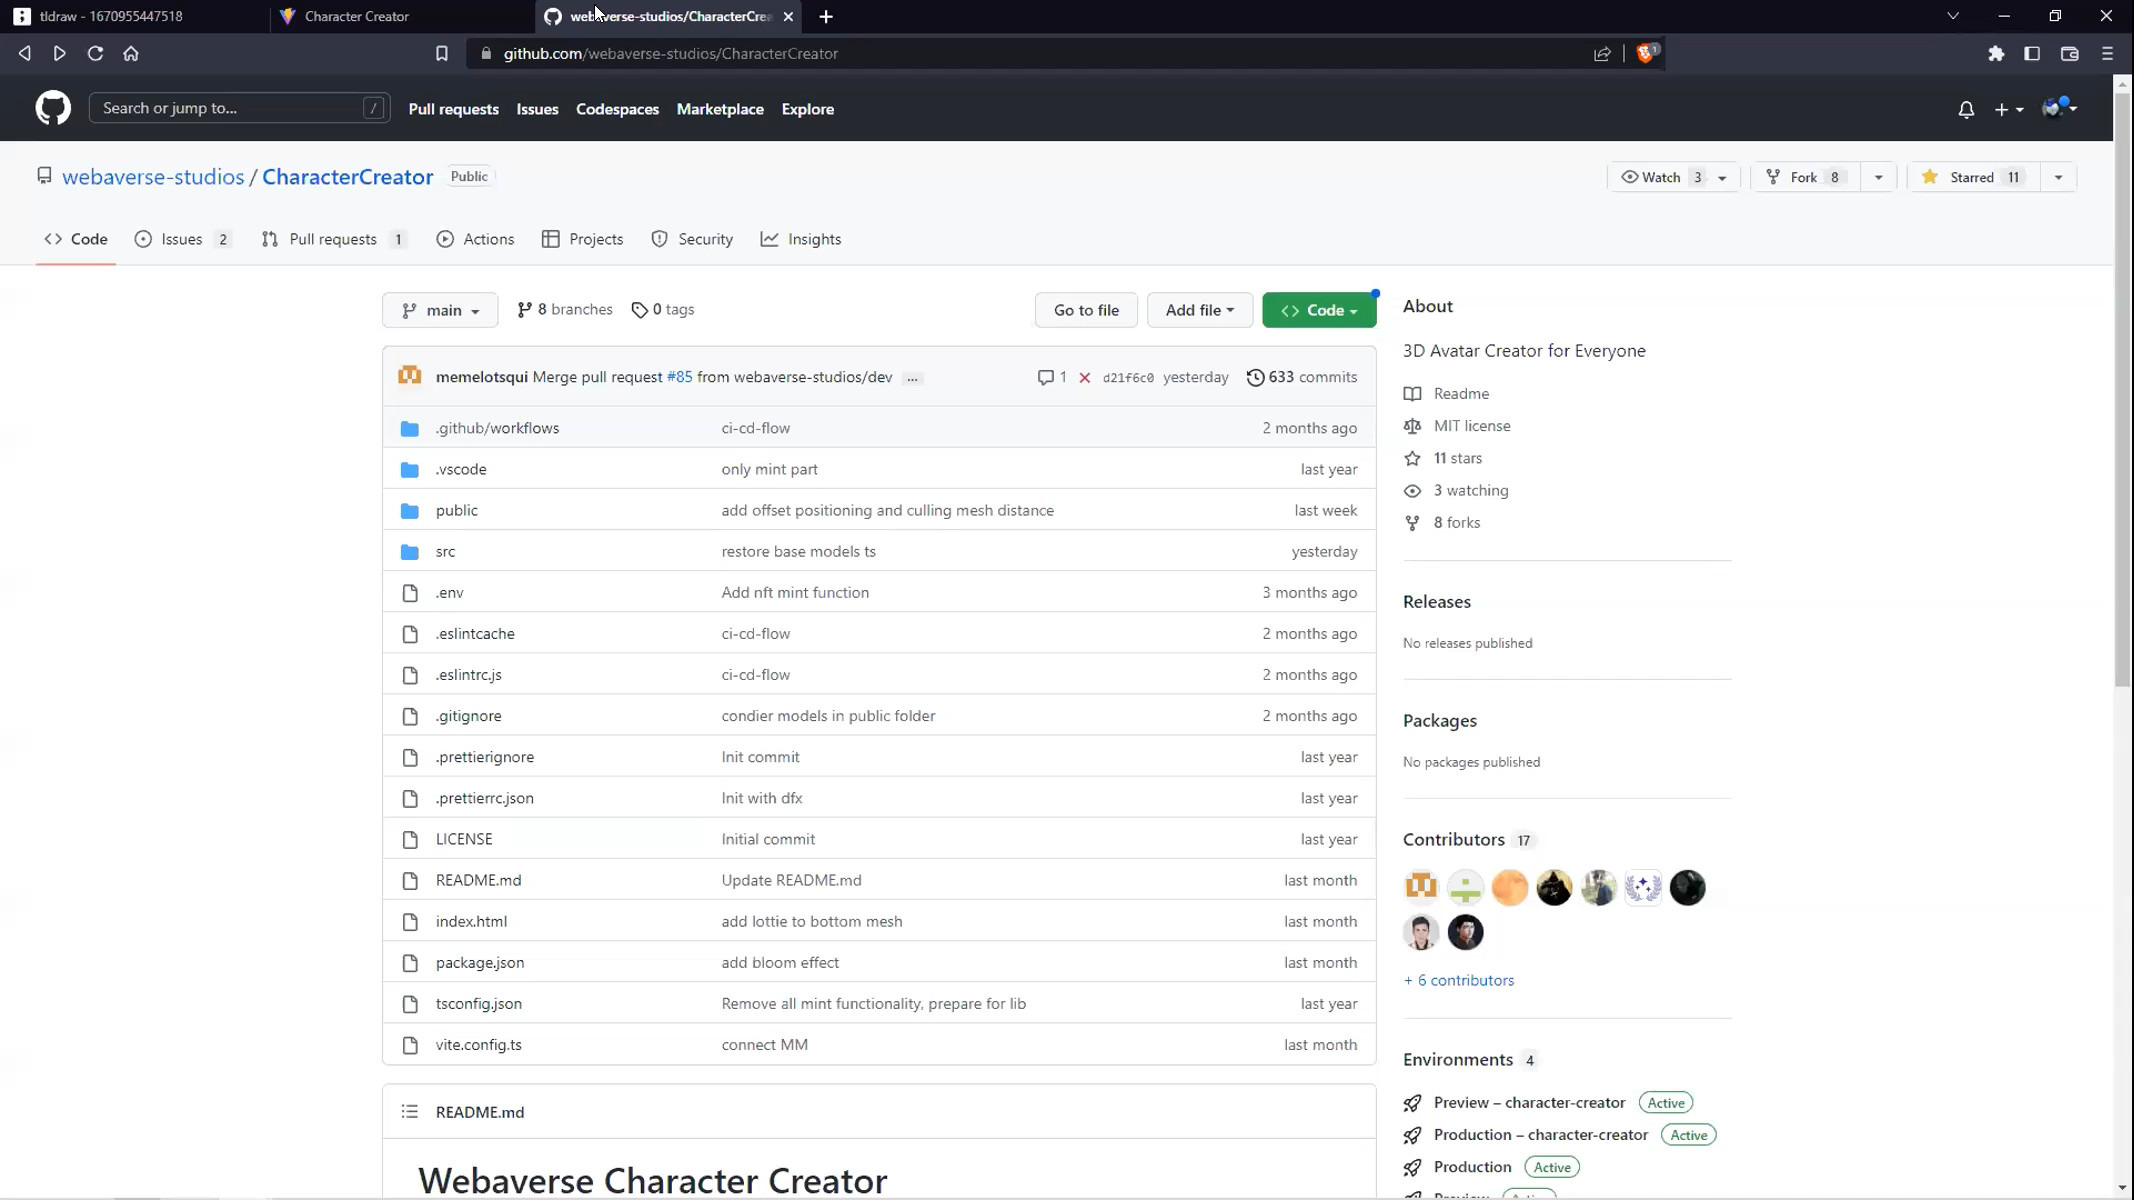 tldraw - 1670955447518
Character Creator
webaverse-studios/CharacterCrea
github.com/webaverse-studios/CharacterCreator
1
Search or jump to...
/
Pull requests
Issues
Codespaces
Marketplace
Explore
webaverse-studios / CharacterCreator
Public
Watch 3
Fork 8
Starred 11
Code
Issues 2
Pull requests 1
Actions
Projects
Security
Insights
main
8 branches
0 tags
Go to file
Add file
Code
memelotsqui Merge pull request #85 from webaverse-studios/dev ...
1
d21f6c0 yesterday
633 commits
.github/workflows ci-cd-flow 2 months ago
.vscode only mint part last year
public add offset positioning and culling mesh distance last week
src restore base models ts yesterday
.env Add nft mint function 3 months ago
.eslintcache ci-cd-flow 2 months ago
.eslintrc.js ci-cd-flow 2 months ago
.gitignore condier models in public folder 2 months ago
.prettierignore Init commit last year
.prettierrc.json Init with dfx last year
LICENSE Initial commit last year
README.md Update README.md last month
index.html add lottie to bottom mesh last month
package.json add bloom effect last month
tsconfig.json Remove all mint functionality, prepare for lib last year
vite.config.ts connect MM last month
README.md
Webaverse Character Creator
About
3D Avatar Creator for Everyone
Readme
MIT license
11 stars
3 watching
8 forks
Releases
No releases published
Packages
No packages published
Contributors 17
+ 6 contributors
Environments 4
Preview – character-creator Active
Production – character-creator Active
Production Active